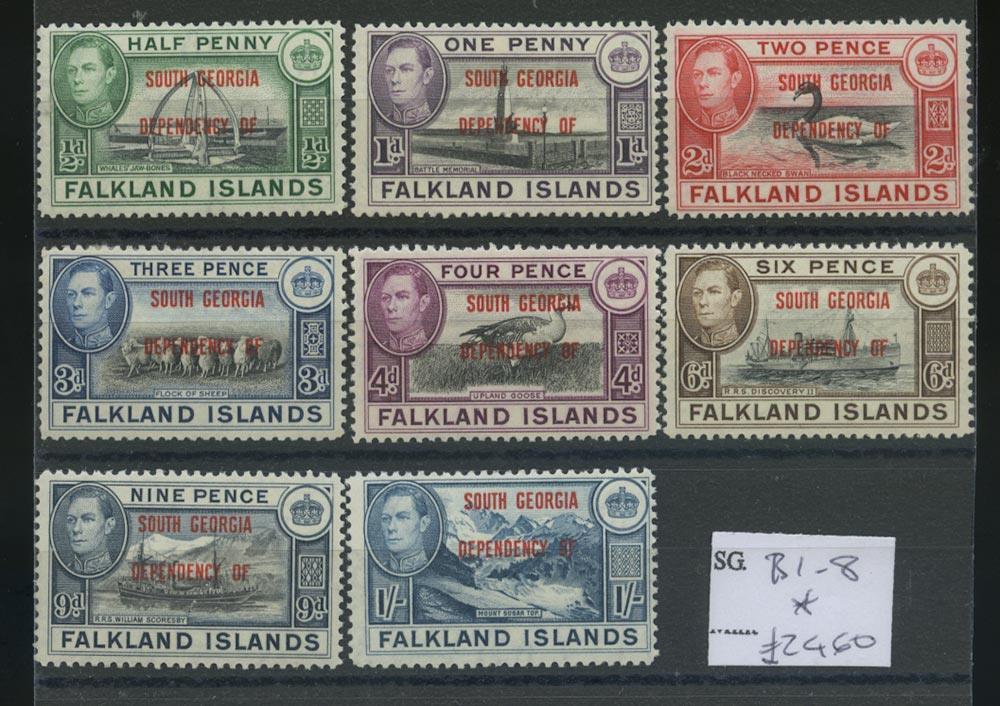 HALF PENNY
SOUTH GEORGIA
DEPENDENCY OF
½d ½d
WHALES JAW-BONES
FALKLAND ISLANDS
ONE PENNY
SOUTH GEORGIA
DEPENDENCY OF
1d 1d
BATTLE MEMORIAL
FALKLAND ISLANDS
TWO PENCE
SOUTH GEORGIA
DEPENDENCY OF
2d 2d
BLACK NECKED SWAN
FALKLAND ISLANDS
THREE PENCE
SOUTH GEORGIA
DEPENDENCY OF
3d 3d
FLOCK OF SHEEP
FALKLAND ISLANDS
FOUR PENCE
SOUTH GEORGIA
DEPENDENCY OF
4d 4d
UPLAND GOOSE
FALKLAND ISLANDS
SIX PENCE
SOUTH GEORGIA
DEPENDENCY OF
6d 6d
R.R.S. DISCOVERY II
FALKLAND ISLANDS
NINE PENCE
SOUTH GEORGIA
DEPENDENCY OF
9d 9d
R.R.S. WILLIAM SCORESBY
FALKLAND ISLANDS
SOUTH GEORGIA
DEPENDENCY OF
1/- 1/-
MOUNT SUGAR TOP
FALKLAND ISLANDS
SG. B1-8
*
£24.60